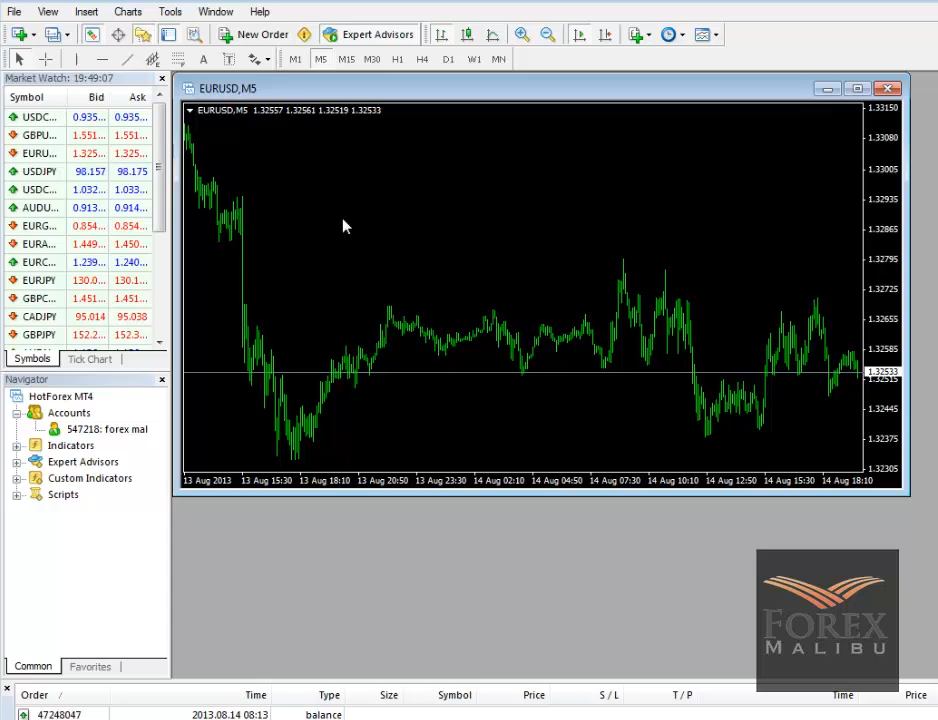 File View Insert Charts Tools Window Help
New Order Expert Advisors
A T M1 M5 M15 M30 H1 H4 D1 W1 MN
Market Watch: 19:49:07
Symbol Bid Ask
USDC... 0.935... 0.935...
GBPU... 1.551... 1.551...
EURU... 1.325... 1.325...
USDJPY 98.157 98.175
USDC... 1.032... 1.033...
AUDU... 0.913... 0.914...
EURG... 0.854... 0.854...
EURA... 1.449... 1.450...
EURC... 1.239... 1.240...
EURJPY 130.0... 130.1...
GBPC... 1.451... 1.451...
CADJPY 95.014 95.038
GBPJPY 152.2... 152.3...
Symbols Tick Chart
Navigator
HotForex MT4
Accounts
547218: forex mal
Indicators
Expert Advisors
Custom Indicators
Scripts
Common Favorites
EURUSD,M5
EURUSD,M5 1.32557 1.32561 1.32519 1.32533
1.33150
1.33080
1.33005
1.32935
1.32865
1.32795
1.32725
1.32655
1.32585
1.32533
1.32515
1.32445
1.32375
1.32305
13 Aug 2013 13 Aug 15:30 13 Aug 18:10 13 Aug 20:50 13 Aug 23:30 14 Aug 02:10 14 Aug 04:50 14 Aug 07:30 14 Aug 10:10 14 Aug 12:50 14 Aug 15:30 14 Aug 18:10
FOREX
MALIBU
Order / Time Type Size Symbol Price S / L T / P Time Price
47248047 2013.08.14 08:13 balance